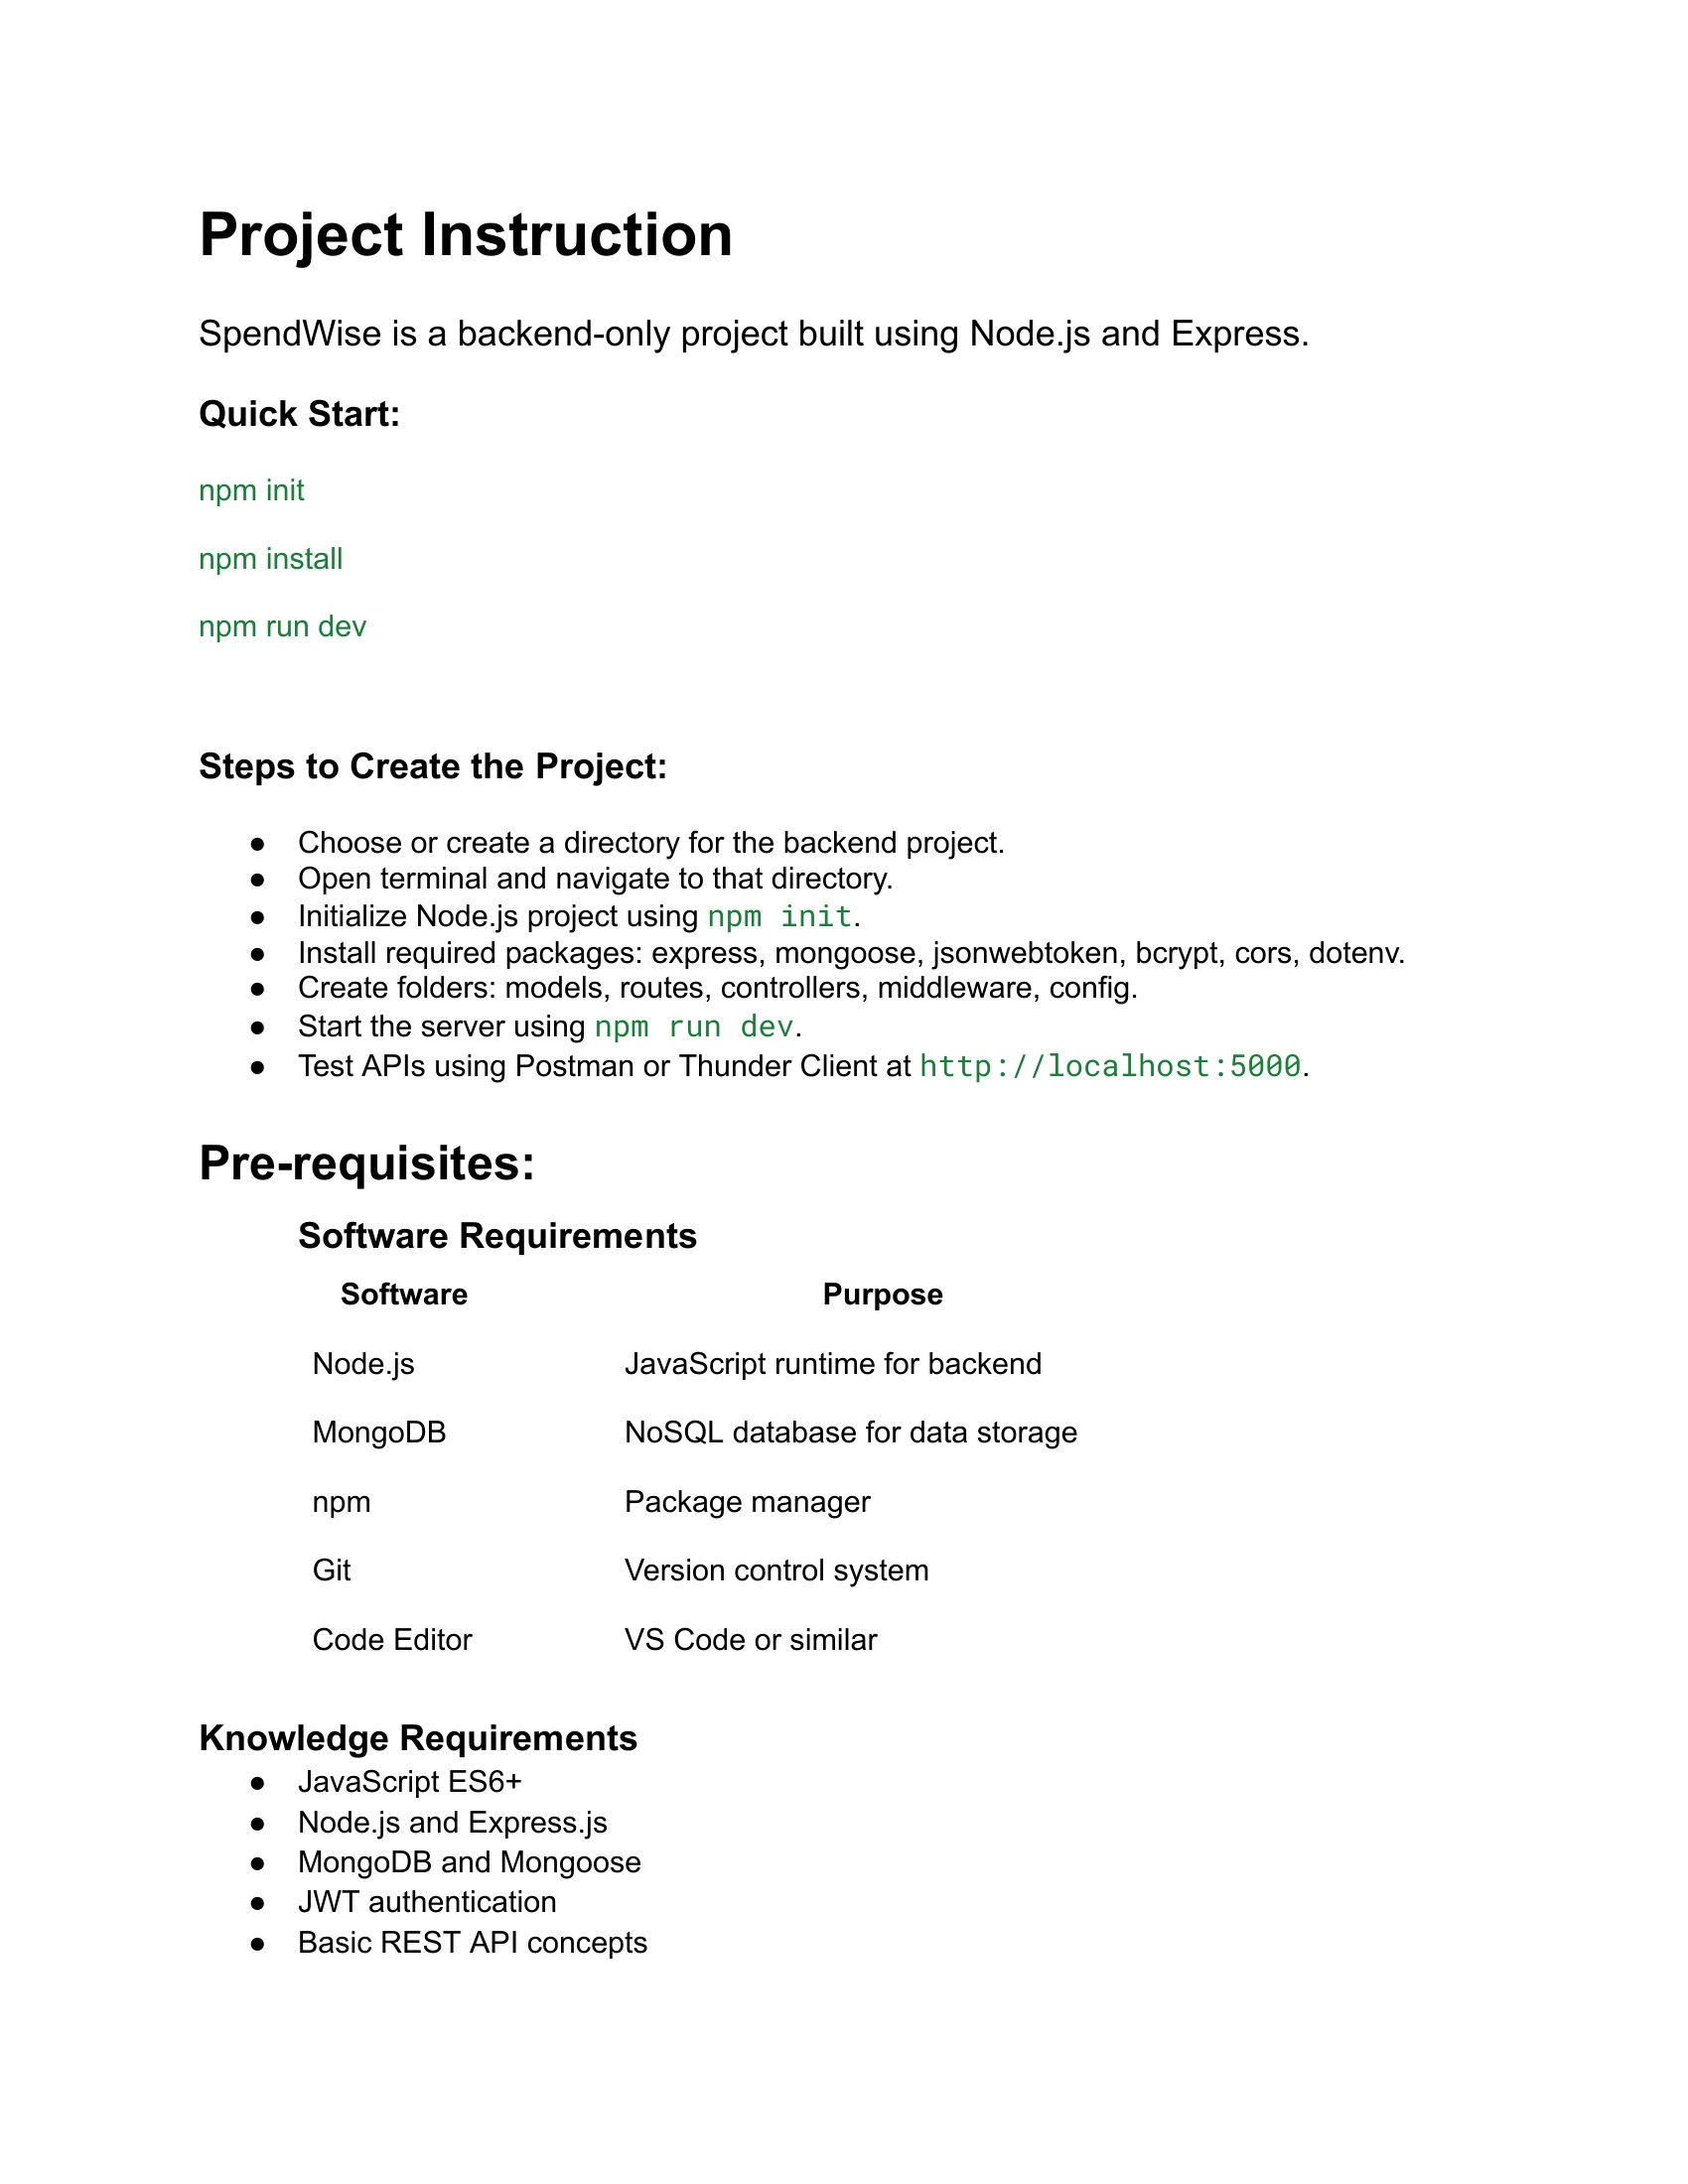 Project Instruction
SpendWise is a backend-only project built using Node.js and Express.
Quick Start:
npm init
npm install
npm run dev
Steps to Create the Project:
● Choose or create a directory for the backend project.
● Open terminal and navigate to that directory.
● Initialize Node.js project using npm init.
● Install required packages: express, mongoose, jsonwebtoken, bcrypt, cors, dotenv.
● Create folders: models, routes, controllers, middleware, config.
● Start the server using npm run dev.
● Test APIs using Postman or Thunder Client at http://localhost:5000.
Pre-requisites:
Software Requirements
Software Purpose
Node.js JavaScript runtime for backend
MongoDB NoSQL database for data storage
npm Package manager
Git Version control system
Code Editor VS Code or similar
Knowledge Requirements
● JavaScript ES6+
● Node.js and Express.js
● MongoDB and Mongoose
● JWT authentication
● Basic REST API concepts